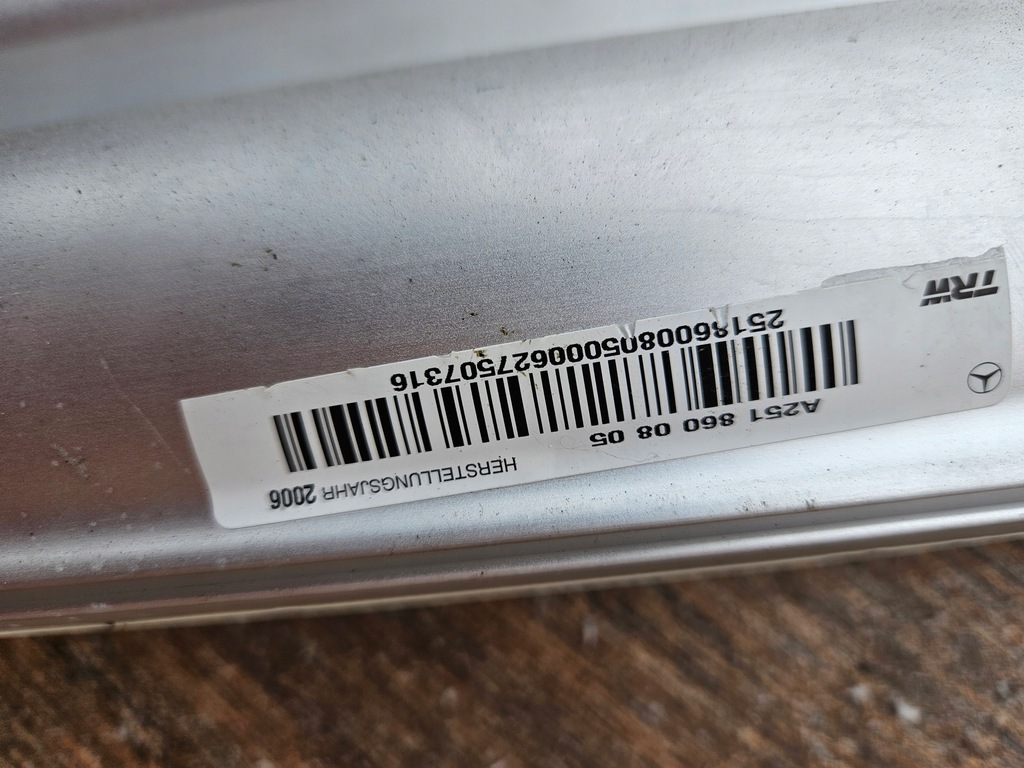 A251 860 08 05
HERSTELLUNGSJAHR 2006
2518600805000627507316
TRW